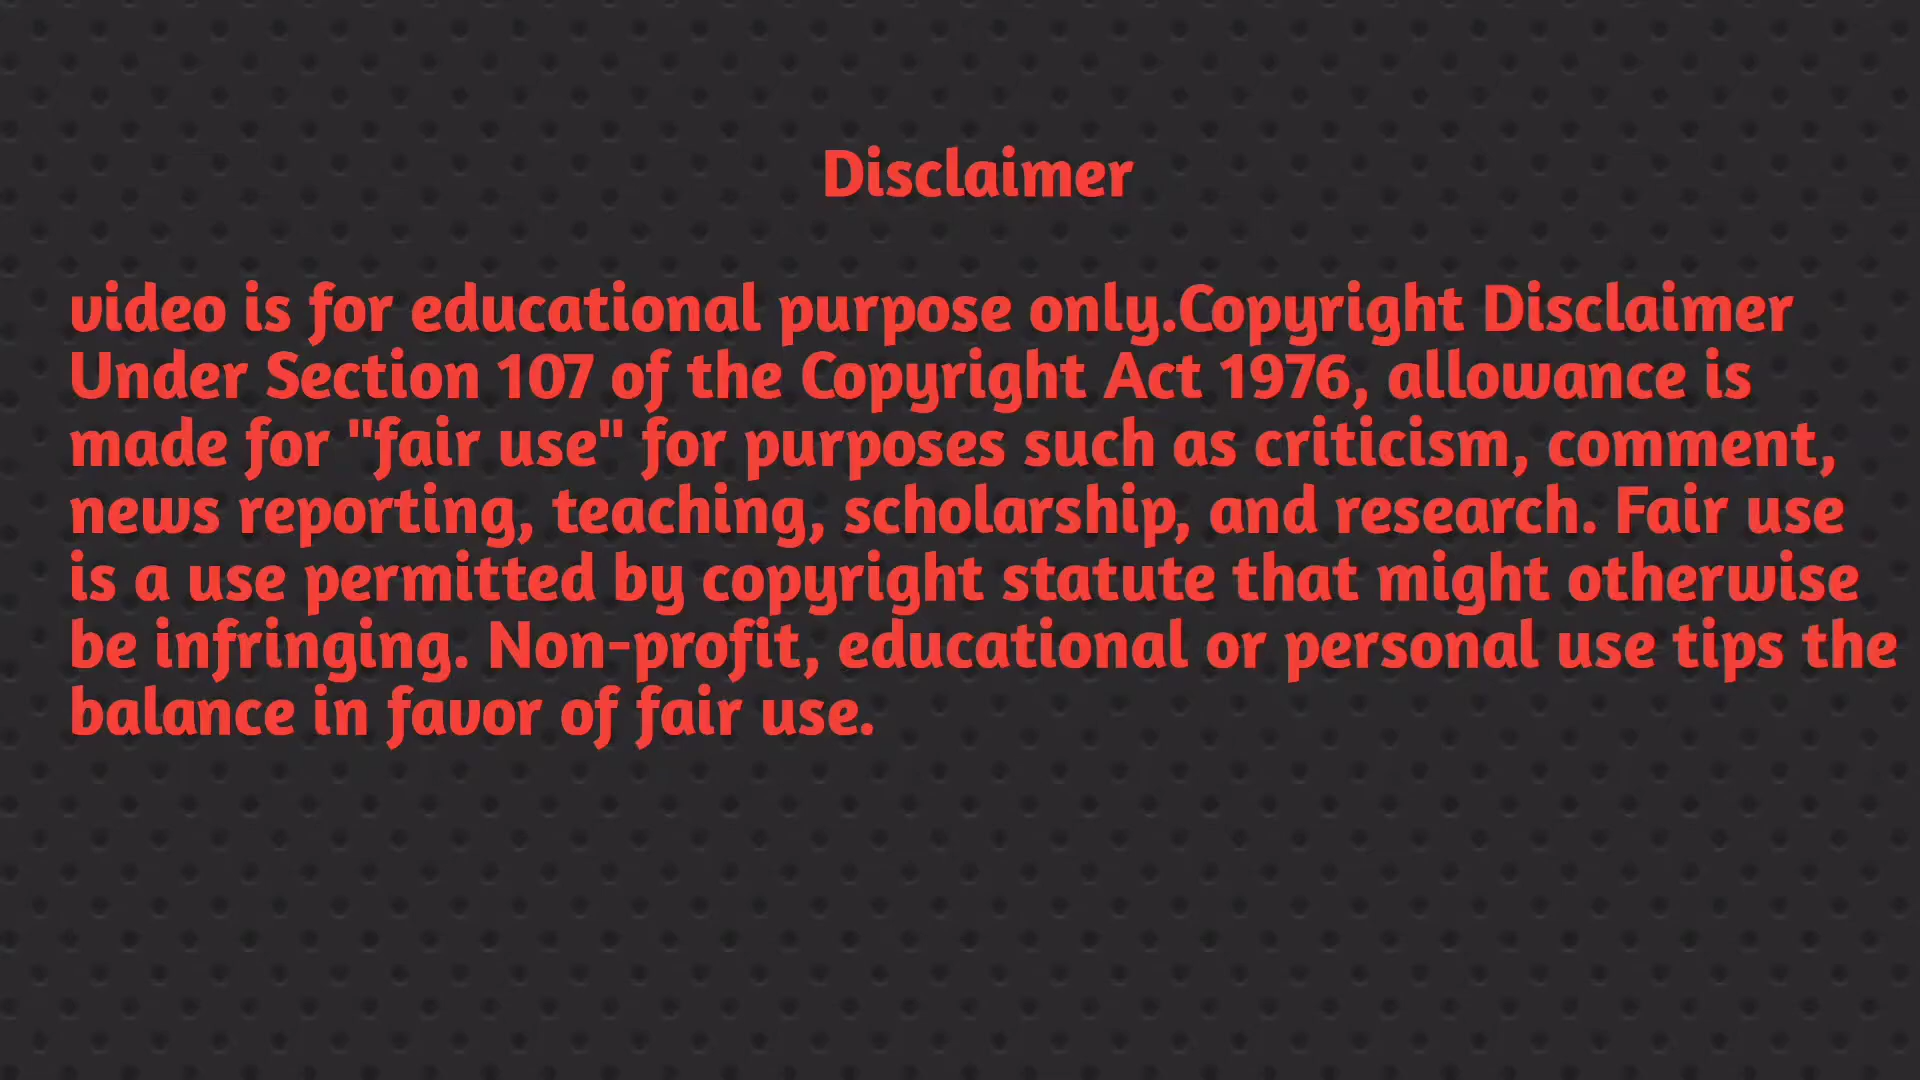 Disclaimer
video is for educational purpose only.Copyright Disclaimer
Under Section 107 of the Copyright Act 1976, allowance is
made for "fair use" for purposes such as criticism, comment,
news reporting, teaching, scholarship, and research. Fair use
is a use permitted by copyright statute that might otherwise
be infringing. Non-profit, educational or personal use tips the
balance in favor of fair use.